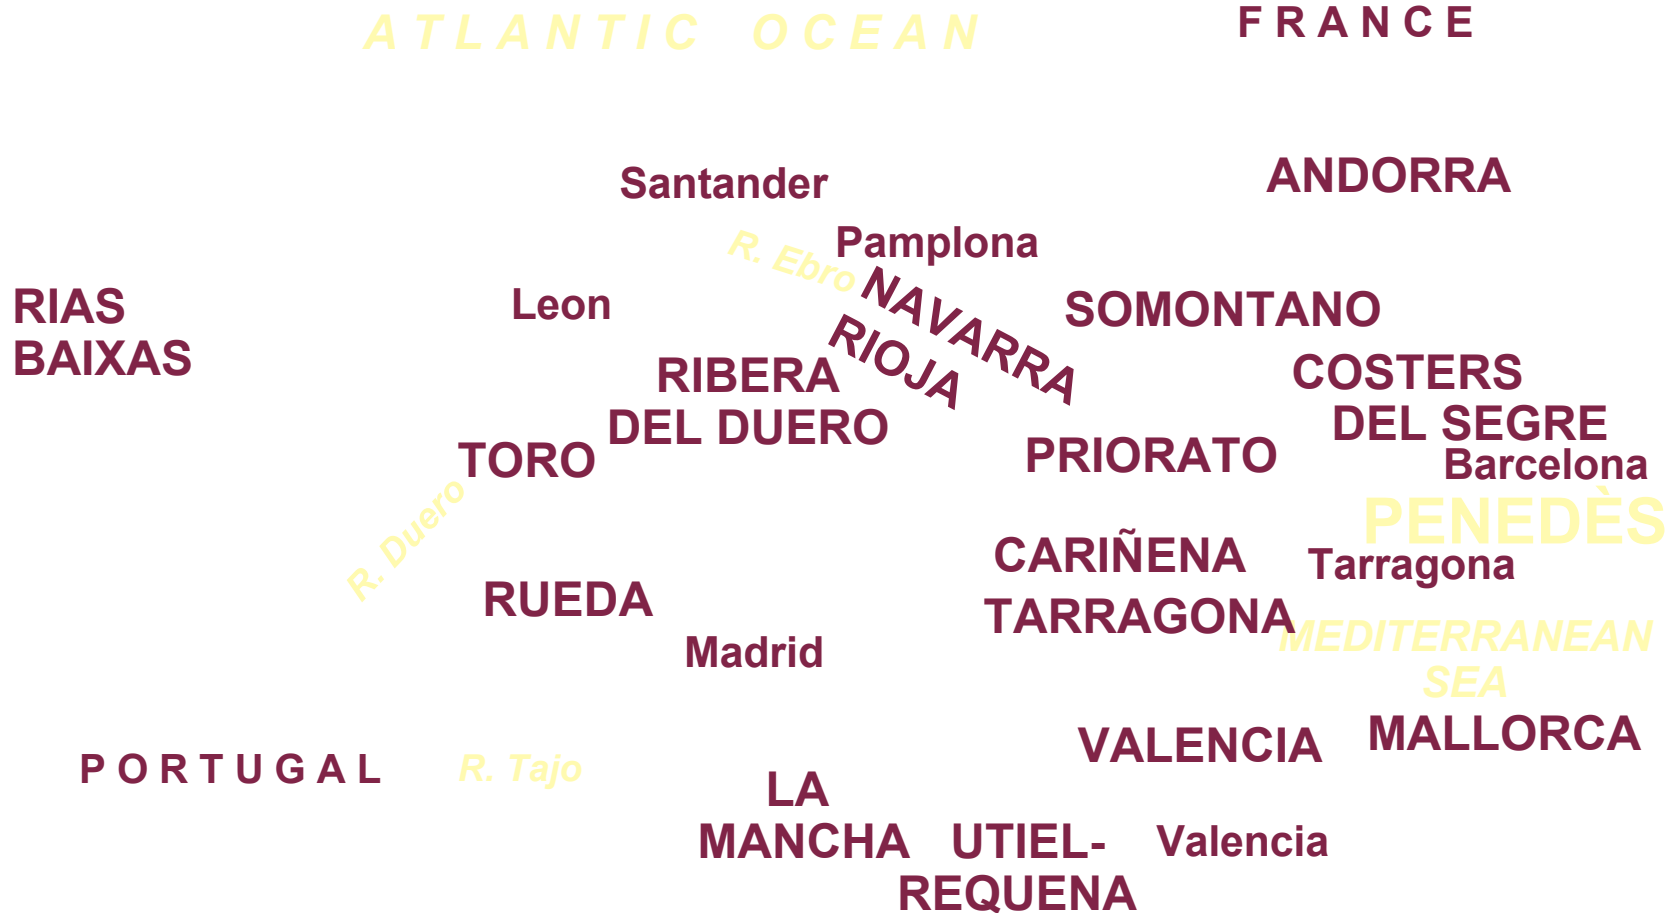 ATLANTIC OCEAN
FRANCE
Santander
ANDORRA
Pamplona
R. Ebro
NAVARRA
RIAS
BAIXAS
Leon
SOMONTANO
RIOJA
RIBERA
DEL DUERO
COSTERS
DEL SEGRE
TORO
PRIORATO
Barcelona
R. Duero
PENEDÈS
CARIÑENA
Tarragona
RUEDA
TARRAGONA
MEDITERRANEAN
SEA
Madrid
VALENCIA
MALLORCA
PORTUGAL
R. Tajo
LA
MANCHA
UTIEL-
REQUENA
Valencia